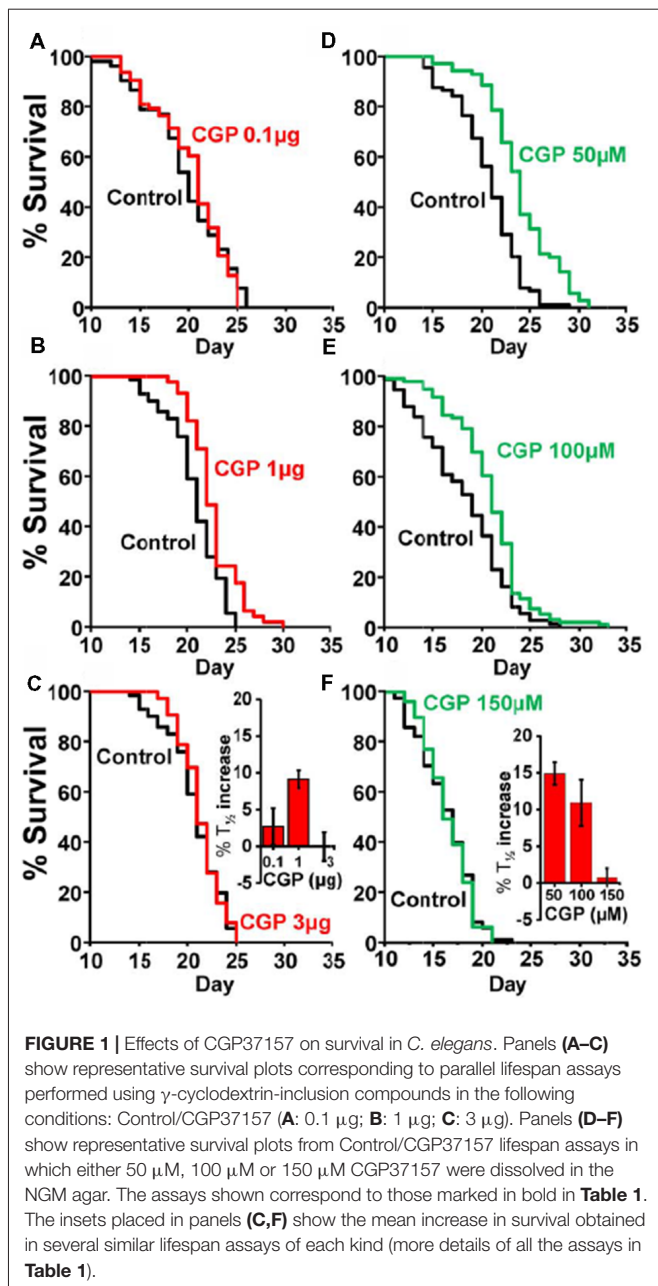 A
% Survival
100
80
60
40
20
0
CGP 0.1µg
Control
10 15 20 25 30 35
Day
D
100
80
60
40
20
0
CGP 50µM
Control
10 15 20 25 30 35
Day
B
% Survival
100
80
60
40
20
0
CGP 1µg
Control
10 15 20 25 30 35
Day
E
100
80
60
40
20
0
CGP 100µM
Control
10 15 20 25 30 35
Day
C
% Survival
100
80
60
40
20
0
Control
CGP 3µg
% T½ increase
20
15
10
5
0
-5
0.1 1 3
CGP (µg)
10 15 20 25 30 35
Day
F
100
80
60
40
20
0
CGP 150µM
Control
% T½ increase
20
15
10
5
0
-5
50 100 150
CGP (µM)
10 15 20 25 30 35
Day
FIGURE 1 | Effects of CGP37157 on survival in C. elegans. Panels (A–C)
show representative survival plots corresponding to parallel lifespan assays
performed using γ-cyclodextrin-inclusion compounds in the following
conditions: Control/CGP37157 (A: 0.1 µg; B: 1 µg; C: 3 µg). Panels (D–F)
show representative survival plots from Control/CGP37157 lifespan assays in
which either 50 µM, 100 µM or 150 µM CGP37157 were dissolved in the
NGM agar. The assays shown correspond to those marked in bold in Table 1.
The insets placed in panels (C,F) show the mean increase in survival obtained
in several similar lifespan assays of each kind (more details of all the assays in
Table 1).